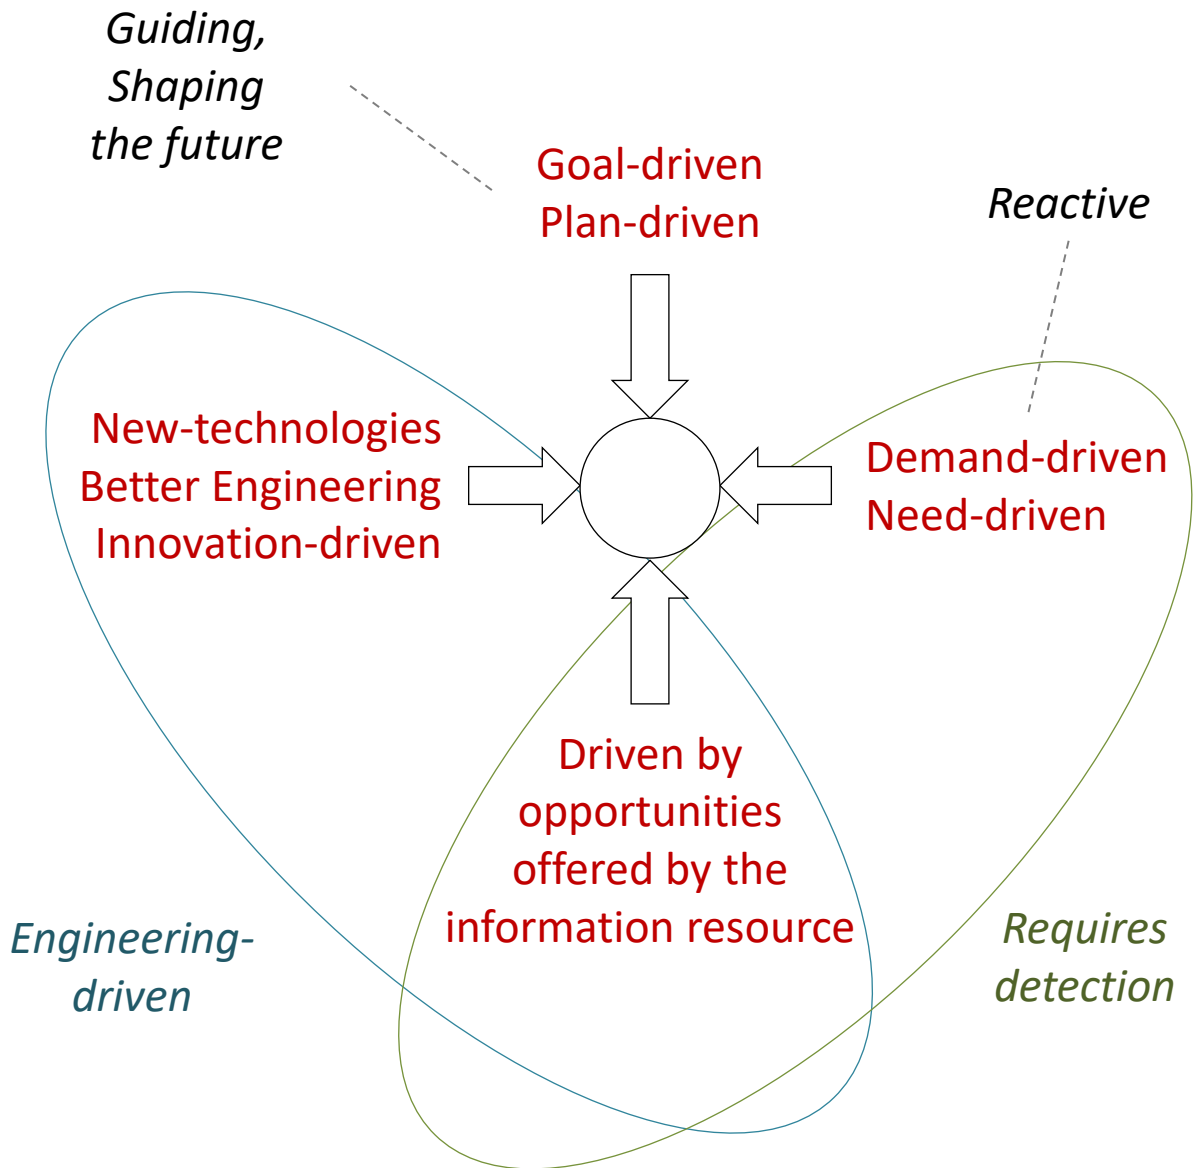 Guiding,
Shaping
the future
Goal-driven
Plan-driven
Reactive
New-technologies
Better Engineering
Innovation-driven
Demand-driven
Need-driven
Driven by
opportunities
offered by the
information resource
Engineering-
driven
Requires
detection